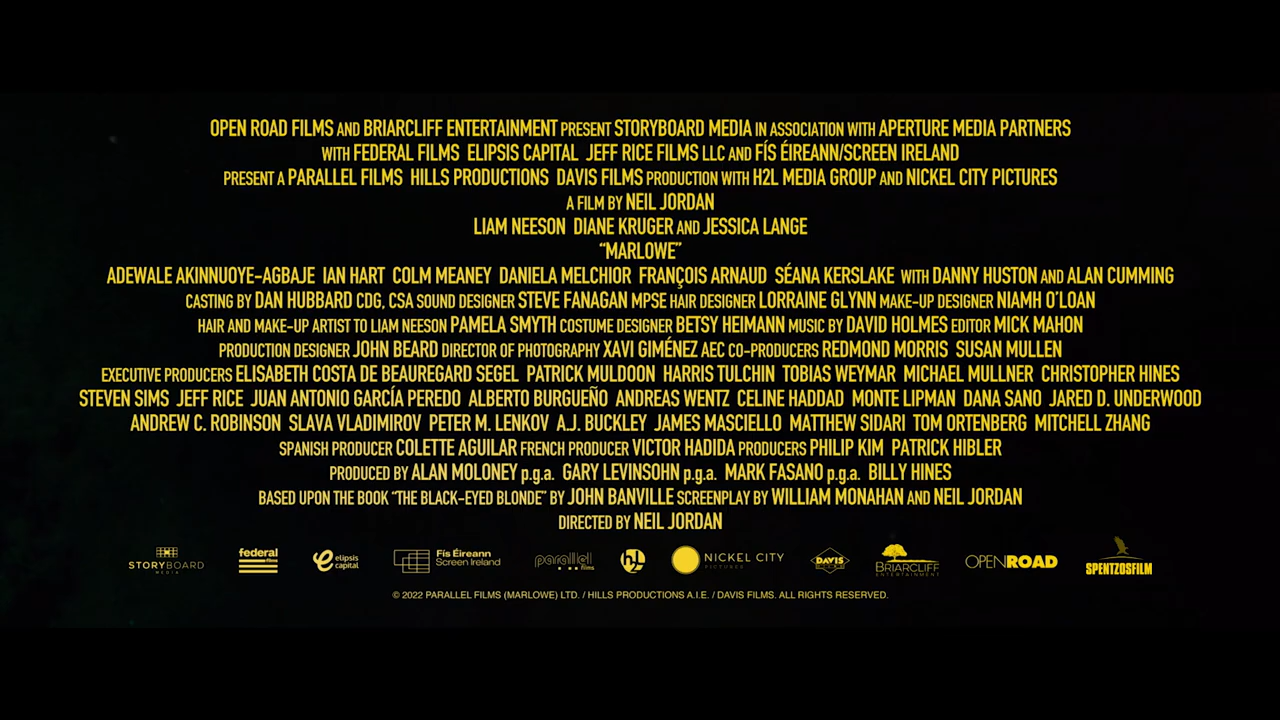 OPEN ROAD FILMS AND BRIARCLIFF ENTERTAINMENT PRESENT STORYBOARD MEDIA IN ASSOCIATION WITH APERTURE MEDIA PARTNERS
WITH FEDERAL FILMS ELIPSIS CAPITAL JEFF RICE FILMS LLC AND FÍS ÉIREANN/SCREEN IRELAND
PRESENT A PARALLEL FILMS HILLS PRODUCTIONS DAVIS FILMS PRODUCTION WITH H2L MEDIA GROUP AND NICKEL CITY PICTURES
A FILM BY NEIL JORDAN
LIAM NEESON DIANE KRUGER AND JESSICA LANGE
“MARLOWE”
ADEWALE AKINNUOYE-AGBAJE IAN HART COLM MEANEY DANIELA MELCHIOR FRANÇOIS ARNAUD SÉANA KERSLAKE WITH DANNY HUSTON AND ALAN CUMMING
CASTING BY DAN HUBBARD CDG, CSA SOUND DESIGNER STEVE FANAGAN MPSE HAIR DESIGNER LORRAINE GLYNN MAKE-UP DESIGNER NIAMH O'LOAN
HAIR AND MAKE-UP ARTIST TO LIAM NEESON PAMELA SMYTH COSTUME DESIGNER BETSY HEIMANN MUSIC BY DAVID HOLMES EDITOR MICK MAHON
PRODUCTION DESIGNER JOHN BEARD DIRECTOR OF PHOTOGRAPHY XAVI GIMÉNEZ AEC CO-PRODUCERS REDMOND MORRIS SUSAN MULLEN
EXECUTIVE PRODUCERS ELISABETH COSTA DE BEAUREGARD SEGEL PATRICK MULDOON HARRIS TULCHIN TOBIAS WEYMAR MICHAEL MULLNER CHRISTOPHER HINES
STEVEN SIMS JEFF RICE JUAN ANTONIO GARCÍA PEREDO ALBERTO BURGUEÑO ANDREAS WENTZ CELINE HADDAD MONTE LIPMAN DANA SANO JARED D. UNDERWOOD
ANDREW C. ROBINSON SLAVA VLADIMIROV PETER M. LENKOV A.J. BUCKLEY JAMES MASCIELLO MATTHEW SIDARI TOM ORTENBERG MITCHELL ZHANG
SPANISH PRODUCER COLETTE AGUILAR FRENCH PRODUCER VICTOR HADIDA PRODUCERS PHILIP KIM PATRICK HIBLER
PRODUCED BY ALAN MOLONEY p.g.a. GARY LEVINSOHN p.g.a. MARK FASANO p.g.a. BILLY HINES
BASED UPON THE BOOK “THE BLACK-EYED BLONDE” BY JOHN BANVILLE SCREENPLAY BY WILLIAM MONAHAN AND NEIL JORDAN
DIRECTED BY NEIL JORDAN
STORYBOARD MEDIA
federal films
elipsis capital
Fís Éireann
Screen Ireland
parallel films
h2L
NICKEL CITY PICTURES
DAVIS
BRIARCLIFF ENTERTAINMENT
OPEN ROAD
SPENTZOSFILM
© 2022 PARALLEL FILMS (MARLOWE) LTD. / HILLS PRODUCTIONS A.I.E. / DAVIS FILMS. ALL RIGHTS RESERVED.